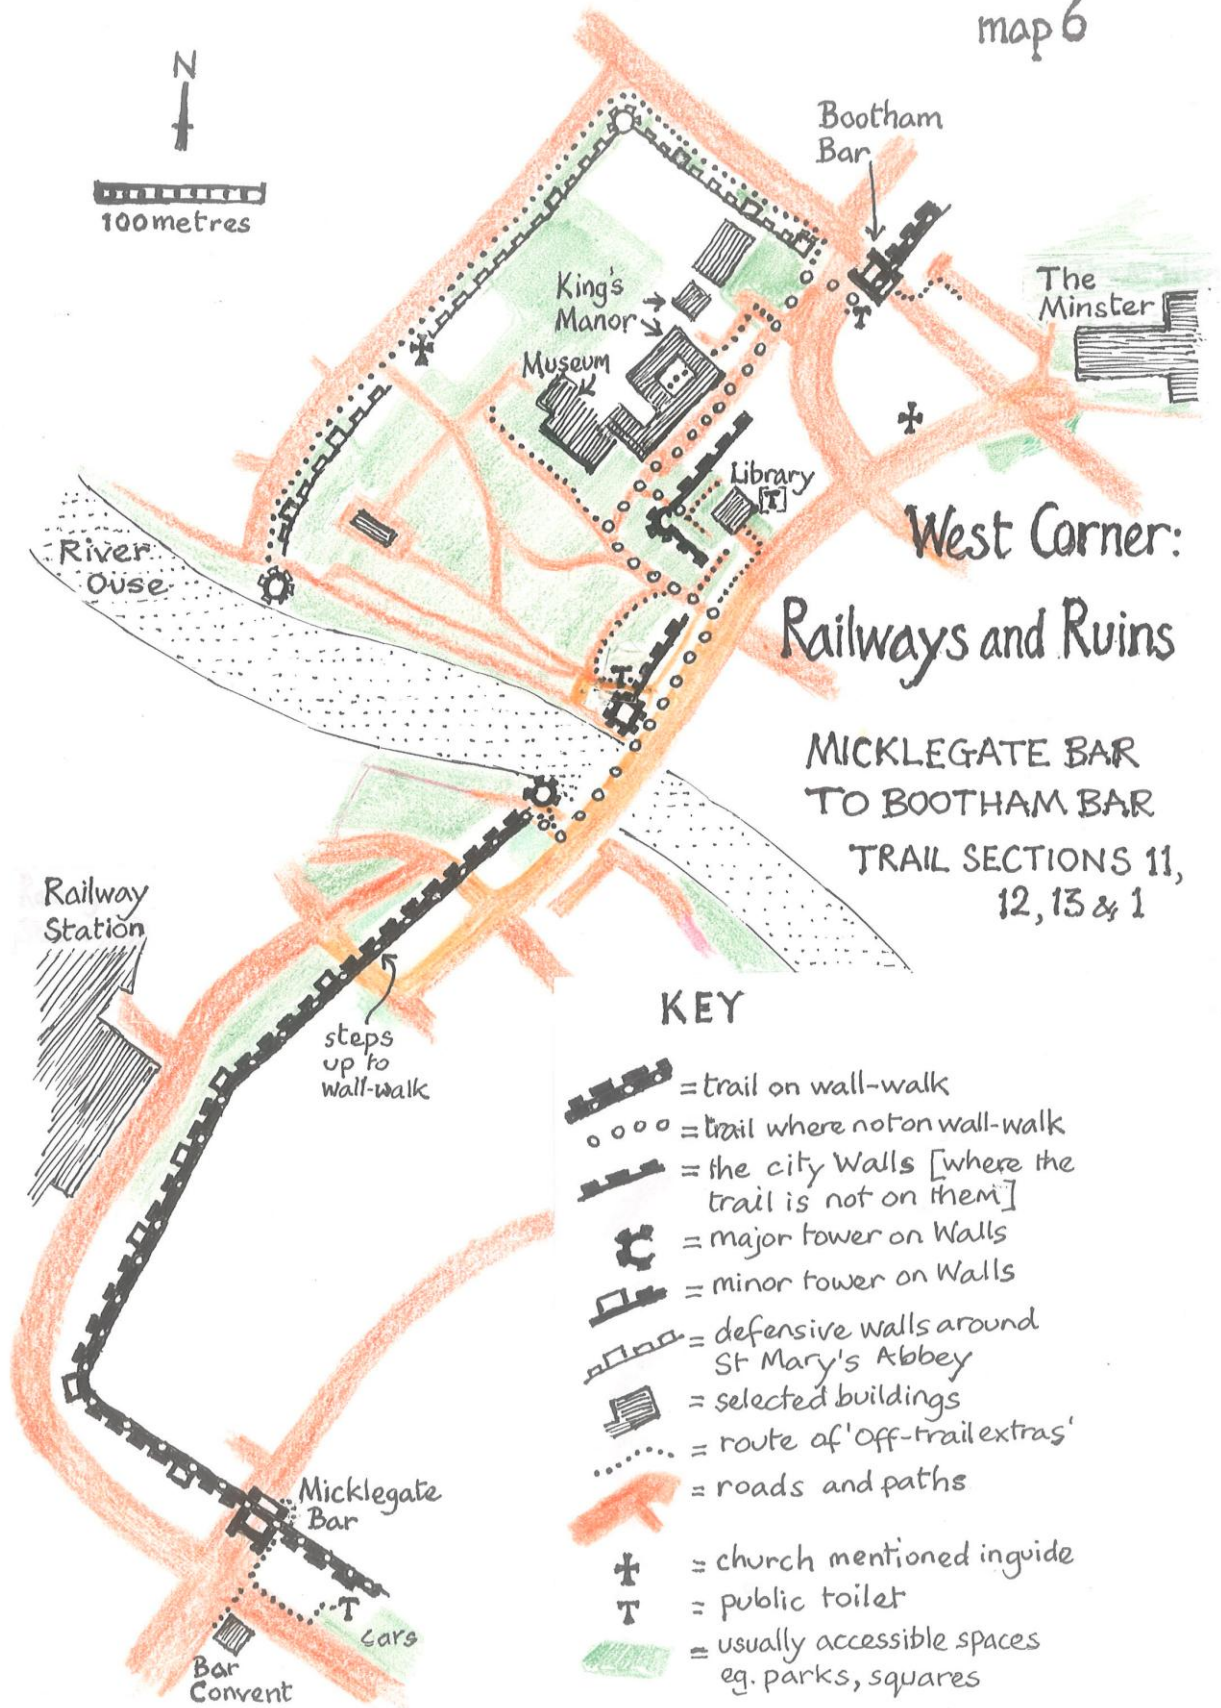 map 6
N
100 metres
Bootham
Bar
The
Minster
King's
Manor
Museum
Library
[T]
T
River
Ouse
West Corner:
Railways and Ruins
T
MICKLEGATE BAR
TO BOOTHAM BAR
TRAIL SECTIONS 11,
12, 13 & 1
Railway
Station
steps
up to
wall-walk
Micklegate
Bar
T
cars
Bar
Convent
KEY
= trail on wall-walk
= trail where not on wall-walk
= the city Walls [where the
trail is not on them]
= major tower on Walls
= minor tower on Walls
= defensive walls around
St Mary's Abbey
= selected buildings
= route of 'Off-trail extras'
= roads and paths
= church mentioned in guide
T = public toilet
= usually accessible spaces
eg. parks, squares